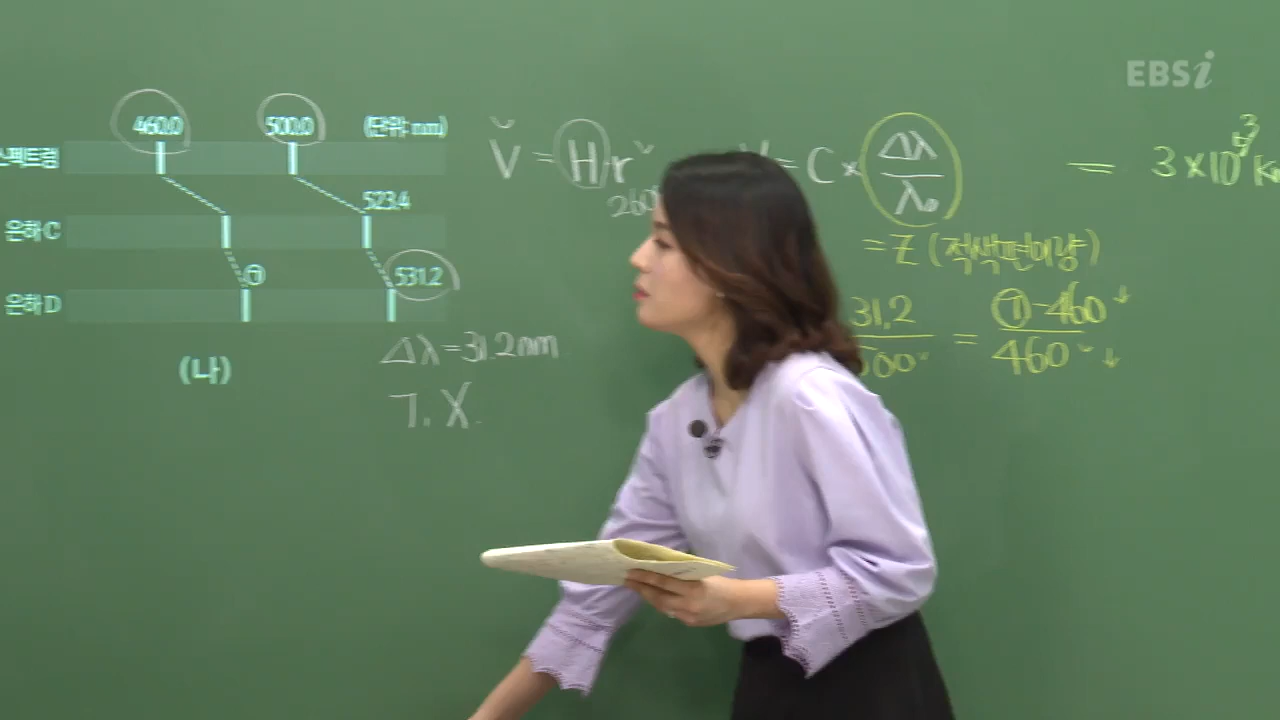 EBSi
460.0 500.0 (단위: nm)
스펙트럼
523.4
은하 C
㉠ 531.2
은하 D
(나)
V = H·r
260
V = C × Δλ/λ₀ = 3 × 10⁵ K
= Z (적색편이량)
31.2 = ㉠-460/460
Δλ = 31.2nm
ㄱ. X.